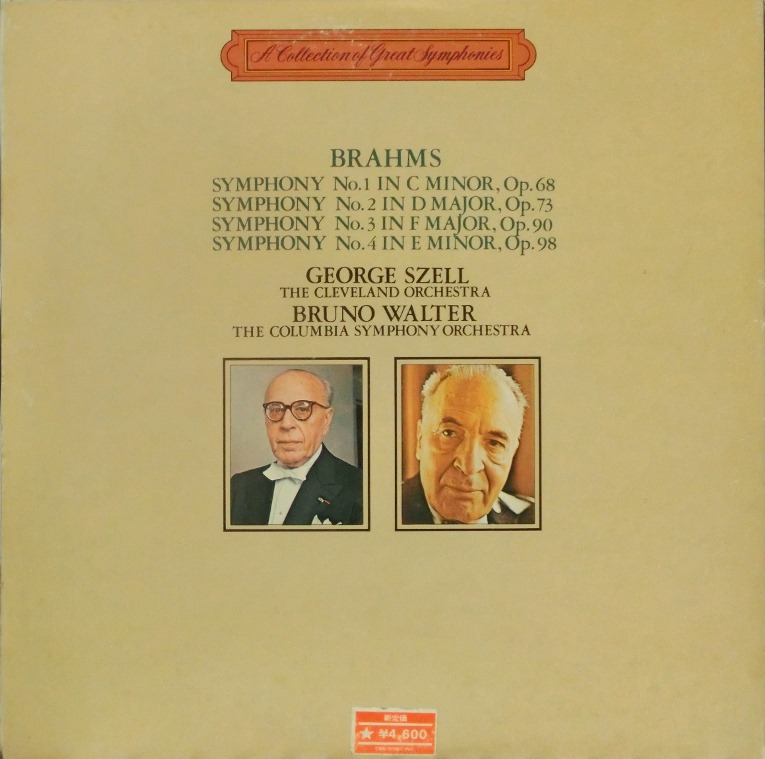 A Collection of Great Symphonies
BRAHMS
SYMPHONY No.1 IN C MINOR, Op.68
SYMPHONY No.2 IN D MAJOR, Op.73
SYMPHONY No.3 IN F MAJOR, Op.90
SYMPHONY No.4 IN E MINOR, Op.98
GEORGE SZELL
THE CLEVELAND ORCHESTRA
BRUNO WALTER
THE COLUMBIA SYMPHONY ORCHESTRA
新定価
★ ¥4,600